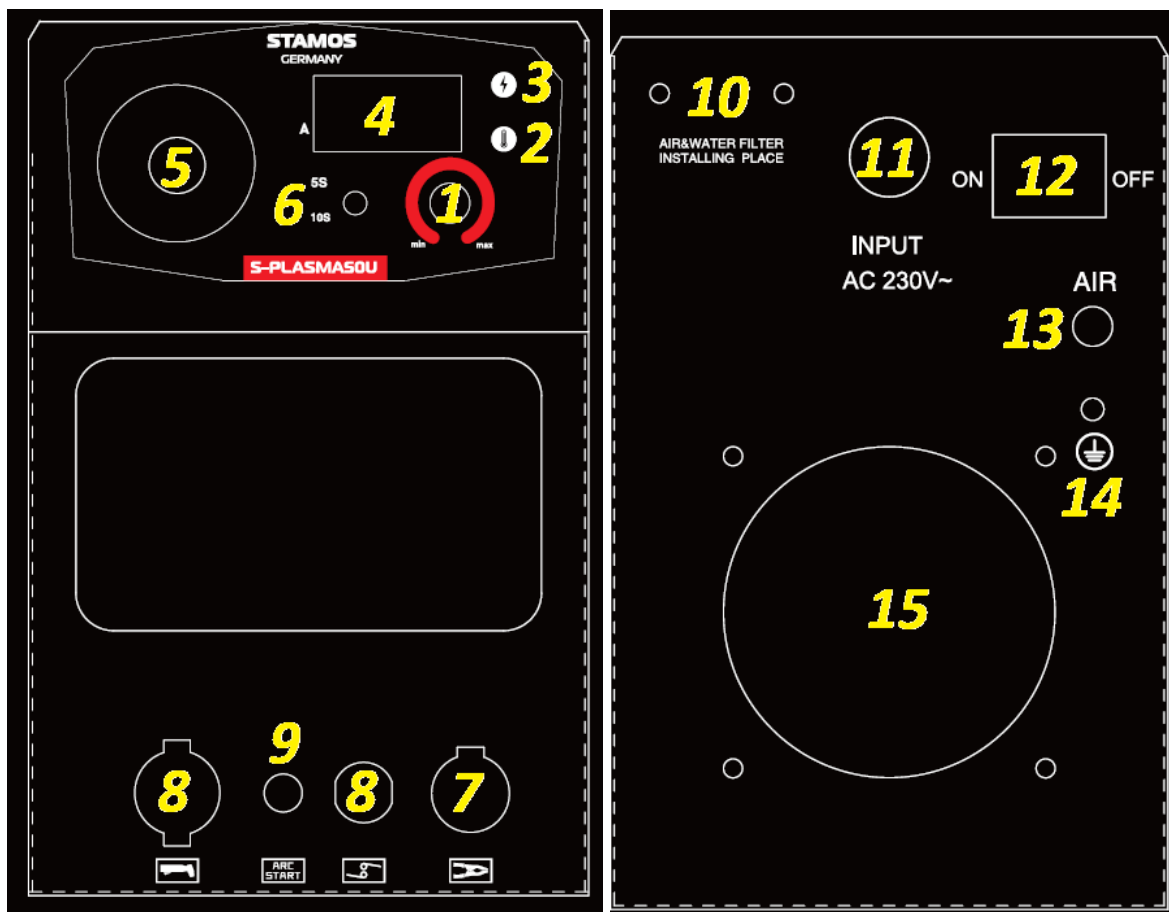 STAMOS
GERMANY
3
4
A
2
5
6
5S
10S
1
min
max
S-PLASMA50U
9
8
8
7
ARC
START
10
AIR&WATER FILTER
INSTALLING PLACE
11
ON
12
OFF
INPUT
AC 230V~
AIR
13
14
15